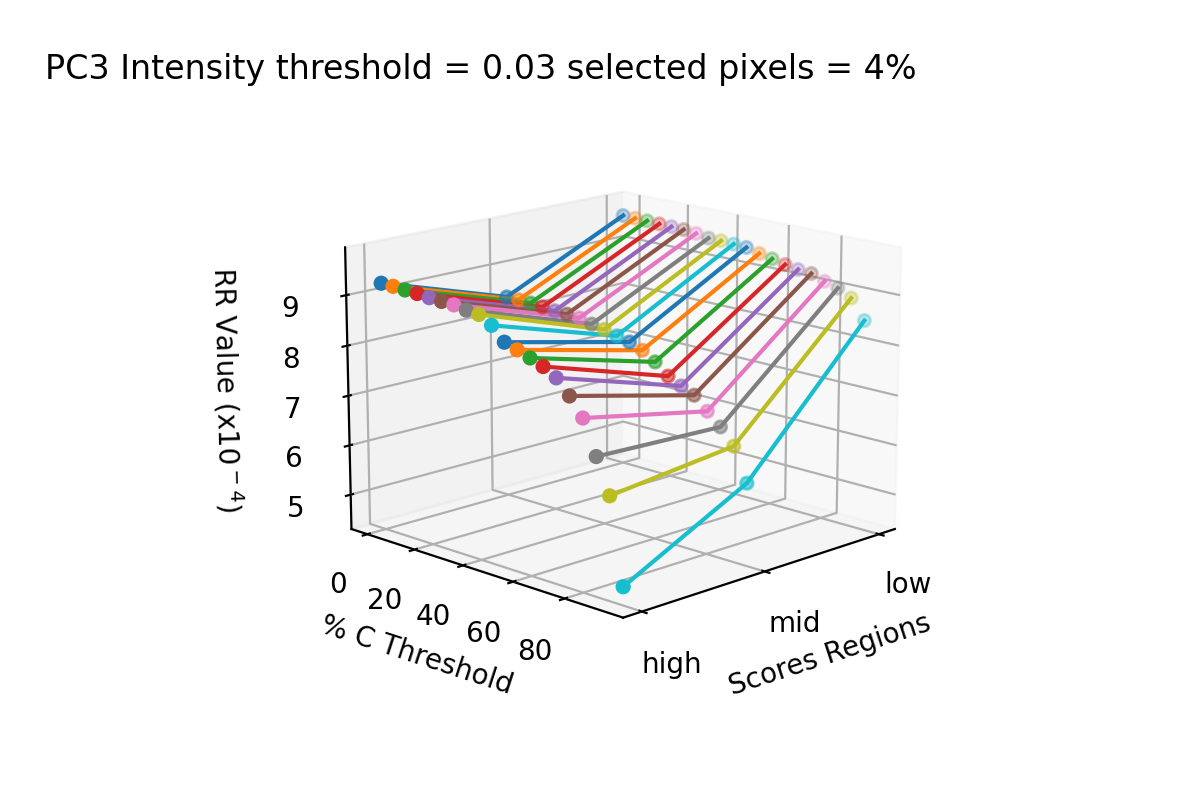 PC3 Intensity threshold = 0.03 selected pixels = 4%
RR Value (x10⁻⁴)
9
8
7
6
5
0
20
40
60
80
% C Threshold
high
mid
low
Scores Regions